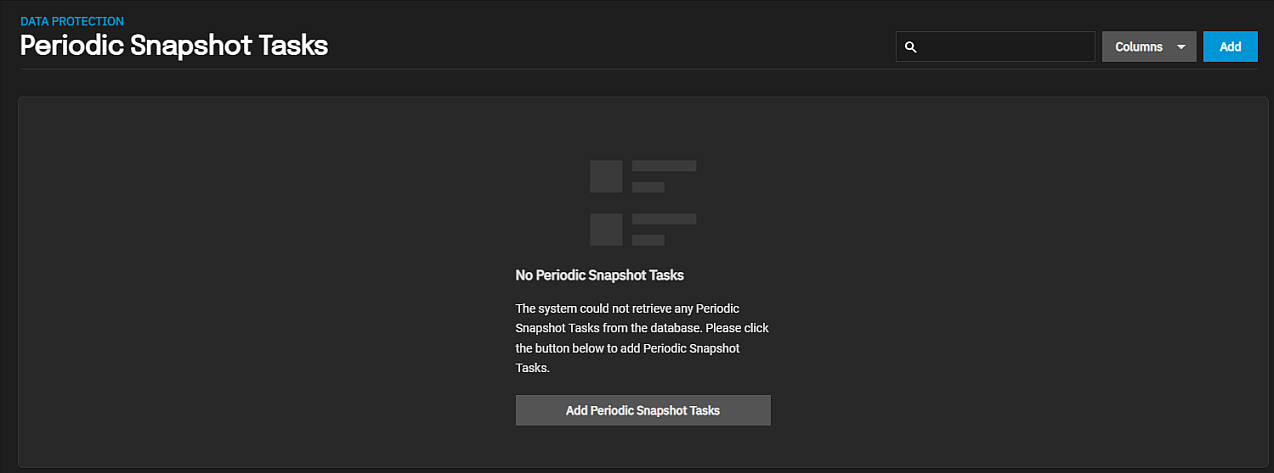 DATA PROTECTION
Periodic Snapshot Tasks
Columns
Add
No Periodic Snapshot Tasks
The system could not retrieve any Periodic
Snapshot Tasks from the database. Please click
the button below to add Periodic Snapshot
Tasks.
Add Periodic Snapshot Tasks